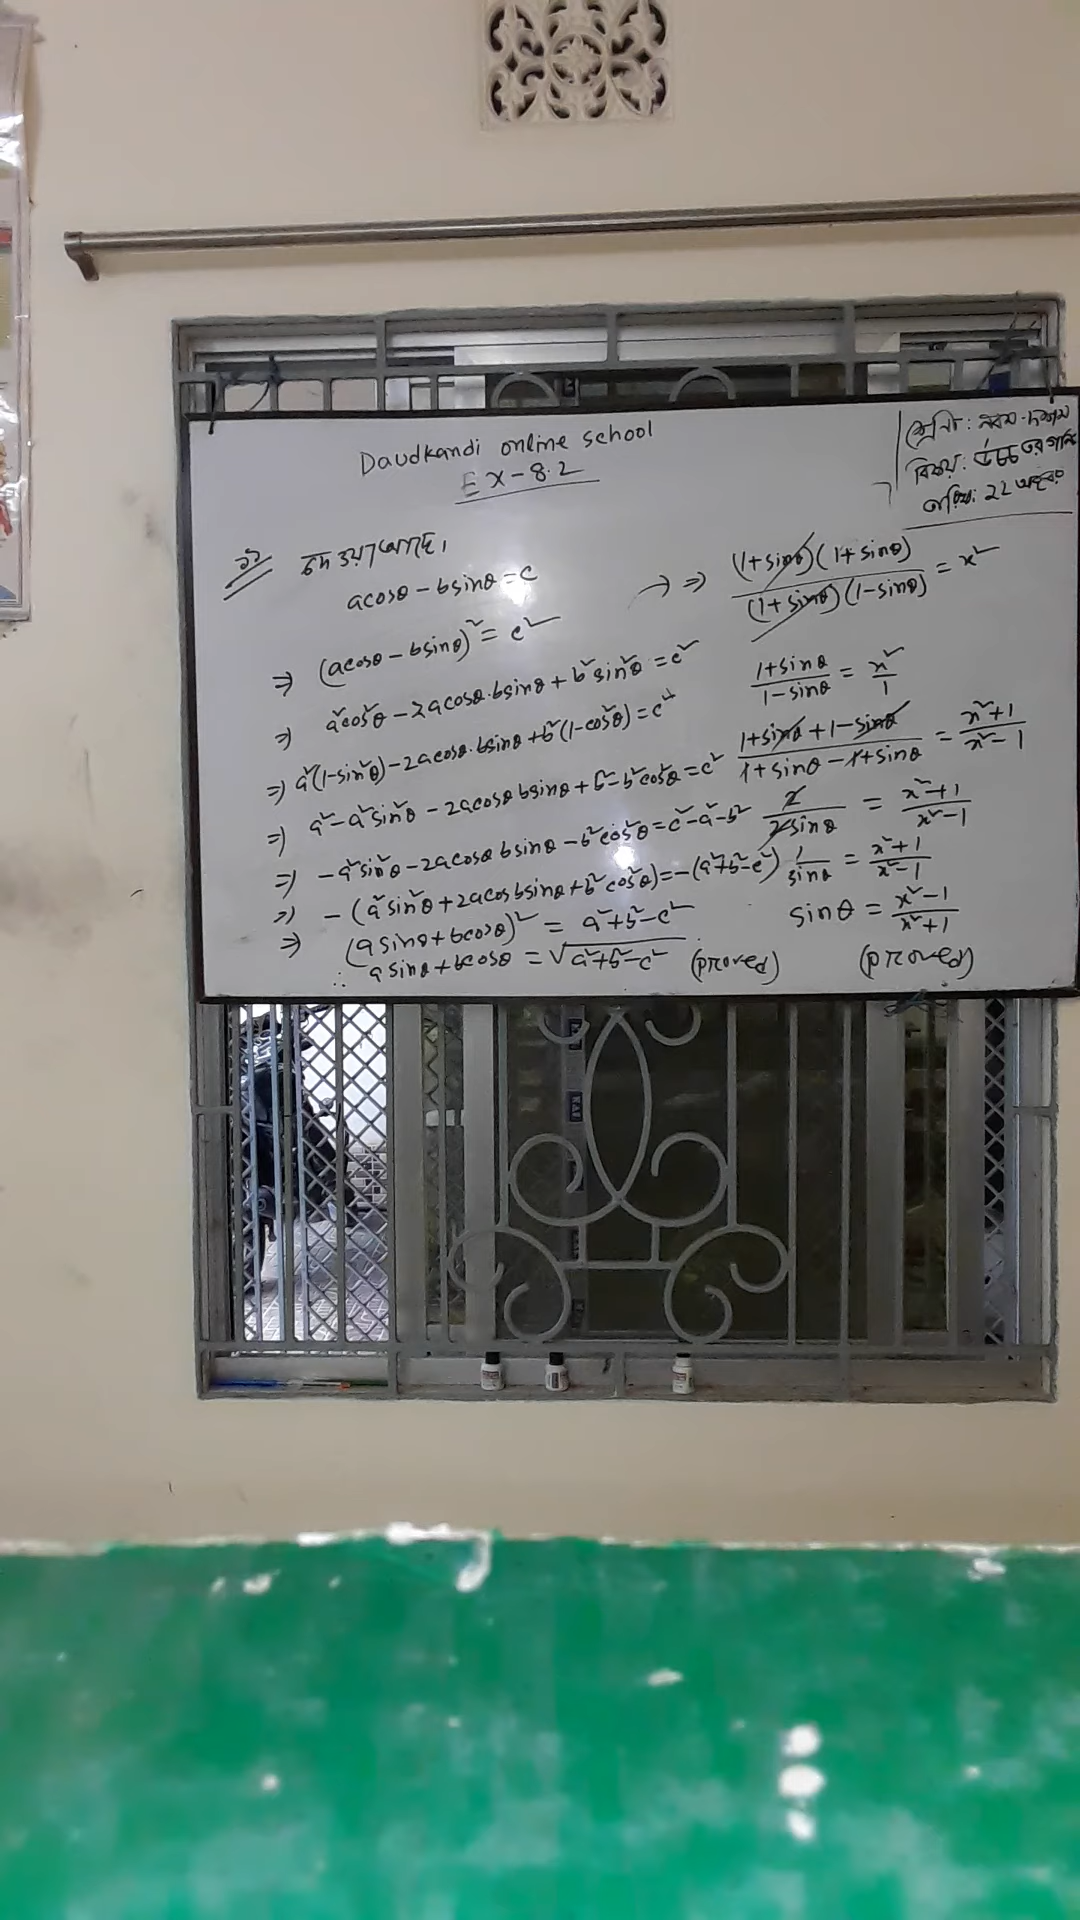 Daudkandi online school
EX-8.2
শ্রেণী: নবম-দশম
বিষয়: উচ্চতর গণিত
তারিখ: 22 অক্টোবর
১১ দেওয়া আছে,
acosθ - bsinθ = c
⇒ (acosθ - bsinθ)² = c²
⇒ a²cos²θ - 2acosθ.bsinθ + b²sin²θ = c²
⇒ a²(1-sin²θ) - 2acosθ.bsinθ + b²(1-cos²θ) = c²
⇒ a² - a²sin²θ - 2acosθ bsinθ + b² - b²cos²θ = c²
⇒ -a²sin²θ - 2acosθ bsinθ - b²cos²θ = c² - a² - b²
⇒ -(a²sin²θ + 2acosbsinθ + b²cos²θ) = -(a²+b²-c²)
⇒ (asinθ + bcosθ)² = a²+b²-c²
∴ asinθ + bcosθ = √a²+b²-c² (proved)
⇒ (1+sinθ)(1+sinθ) / (1+sinθ)(1-sinθ) = x²
1+sinθ / 1-sinθ = x² / 1
1+sinθ+1-sinθ / 1+sinθ-1+sinθ = x²+1 / x²-1
2 / 2sinθ = x²+1 / x²-1
1 / sinθ = x²+1 / x²-1
sinθ = x²-1 / x²+1
(proved)